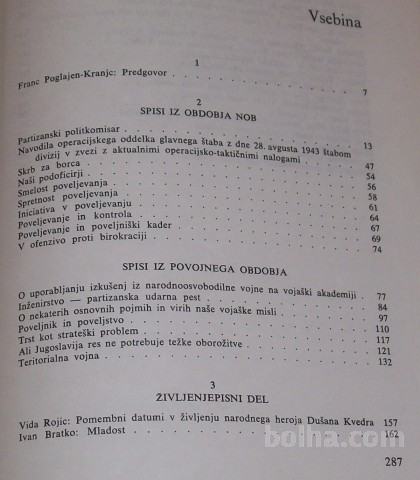 Vsebina
1
Franc Poglajen-Kranjc: Predgovor . . . . . . . . 7
2
SPISI IZ OBDOBJA NOB
Partizanski politkomisar . . . . . . . . 13
Navodila operacijskega oddelka glavnega štaba z dne 28. avgusta 1943 štabom
divizij v zvezi z aktualnimi operacijsko-taktičnimi nalogami . . 47
Skrb za borca . . . . . . . . 54
Naši podoficirji . . . . . . . . 56
Smelost poveljevanja . . . . . . . . 58
Spretnost poveljevanja . . . . . . . . 61
Iniciativa v poveljevanju . . . . . . . . 64
Poveljevanje in kontrola . . . . . . . . 67
Poveljevanje in poveljniški kader . . . . . . . . 69
V ofenzivo proti birokraciji . . . . . . . . 74
SPISI IZ POVOJNEGA OBDOBJA
O uporabljanju izkušenj iz narodnoosvobodilne vojne na vojaški akademiji 77
Inženirstvo — partizanska udarna pest . . . . . . 84
O nekaterih osnovnih pojmih in virih naše vojaške misli . . . 97
Poveljnik in poveljstvo . . . . . . . . 110
Trst kot strateški problem . . . . . . . . 117
Ali Jugoslavija res ne potrebuje težke oborožitve . . . . 121
Teritorialna vojna . . . . . . . . 132
3
ŽIVLJENJEPISNI DEL
Vida Rojic: Pomembni datumi v življenju narodnega heroja Dušana Kvedra 157
Ivan Bratko: Mladost . . . . . . . . 162
bolha.com
287